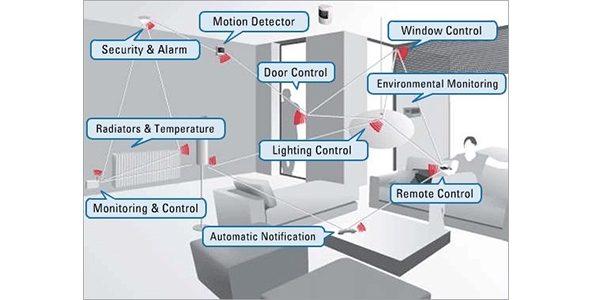 Motion Detector
Window Control
Security & Alarm
Door Control
Environmental Monitoring
Radiators & Temperature
Lighting Control
Remote Control
Monitoring & Control
Automatic Notification